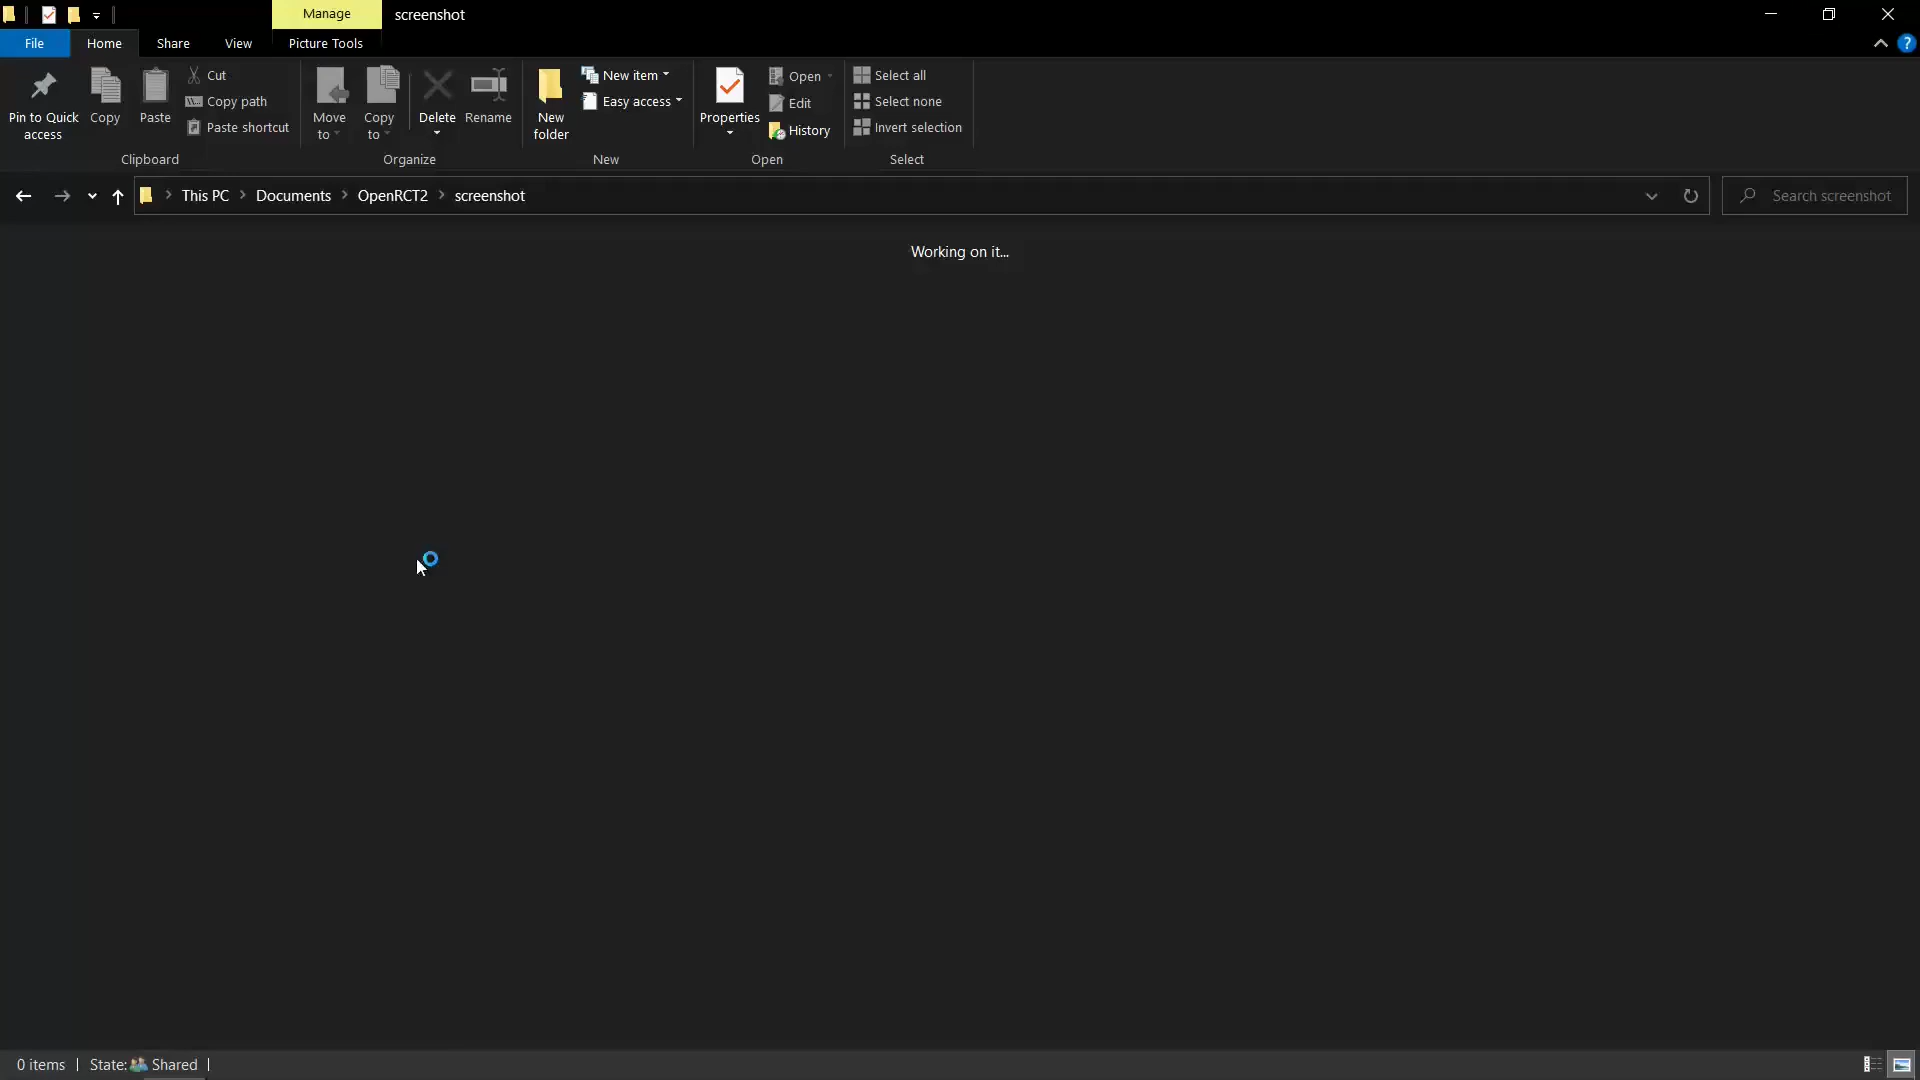 Manage
screenshot
File
Home
Share
View
Picture Tools
Pin to Quick
access
Copy
Paste
Cut
Copy path
Paste shortcut
Clipboard
Move
to
Copy
to
Delete
Rename
Organize
New
folder
New item
Easy access
New
Properties
Open
Edit
History
Open
Select all
Select none
Invert selection
Select
This PC
Documents
OpenRCT2
screenshot
Search screenshot
Working on it...
0 items
State:
Shared